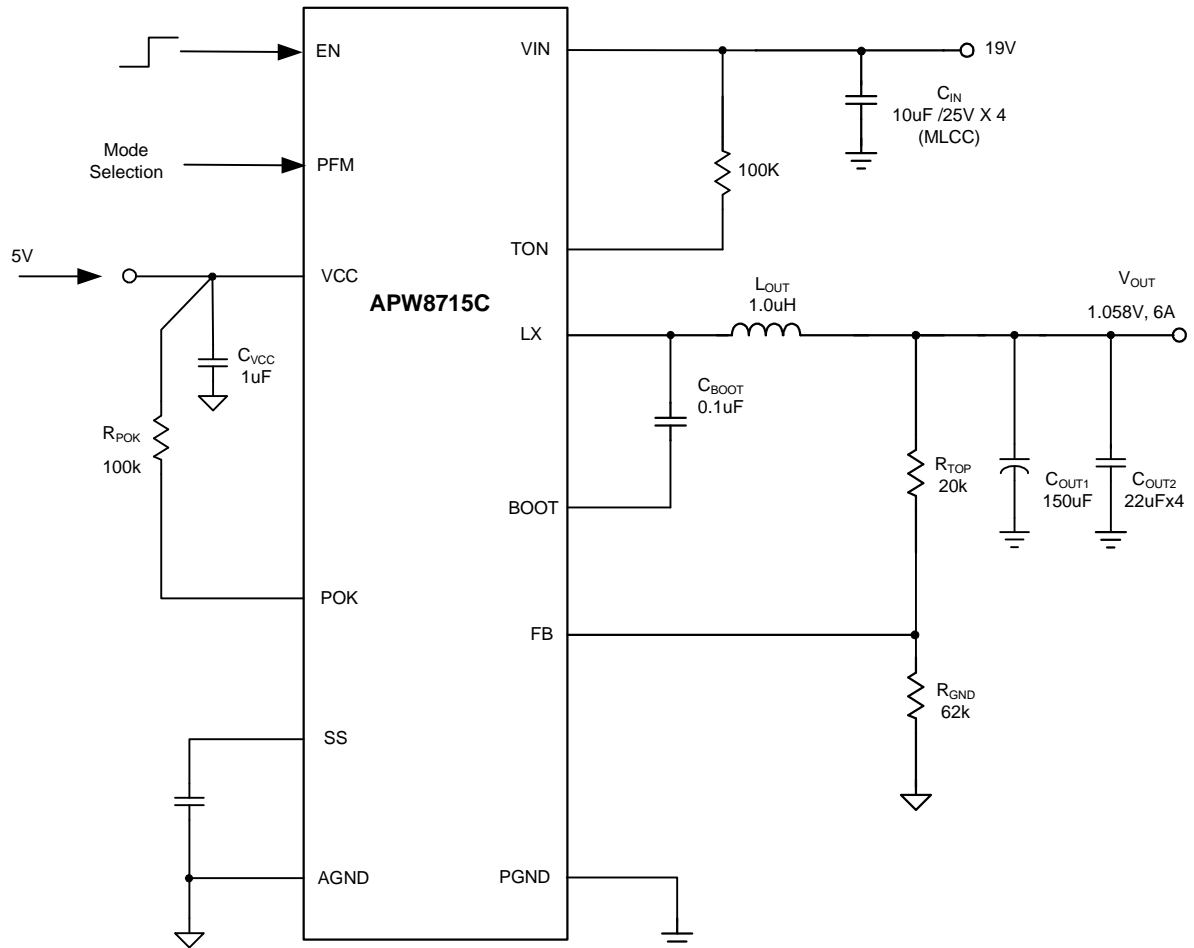 EN
VIN
19V
C_IN
10uF /25V X 4
(MLCC)
Mode
Selection
PFM
100K
TON
5V
VCC
APW8715C
L_OUT
1.0uH
V_OUT
1.058V, 6A
LX
C_VCC
1uF
C_BOOT
0.1uF
R_POK
100k
R_TOP
20k
C_OUT1
150uF
C_OUT2
22uFx4
BOOT
POK
FB
R_GND
62k
SS
AGND
PGND